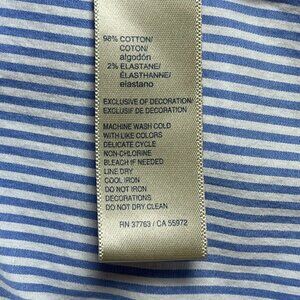 98% COTTON/
COTON/
algodón
2% ELASTANE/
ÉLASTHANNE/
elastano
EXCLUSIVE OF DECORATION/
EXCLUSIF DE DECORATION
MACHINE WASH COLD
WITH LIKE COLORS
DELICATE CYCLE
NON-CHLORINE
BLEACH IF NEEDED
LINE DRY
COOL IRON
DO NOT IRON
DECORATIONS
DO NOT DRY CLEAN
RN 37763 / CA 55972